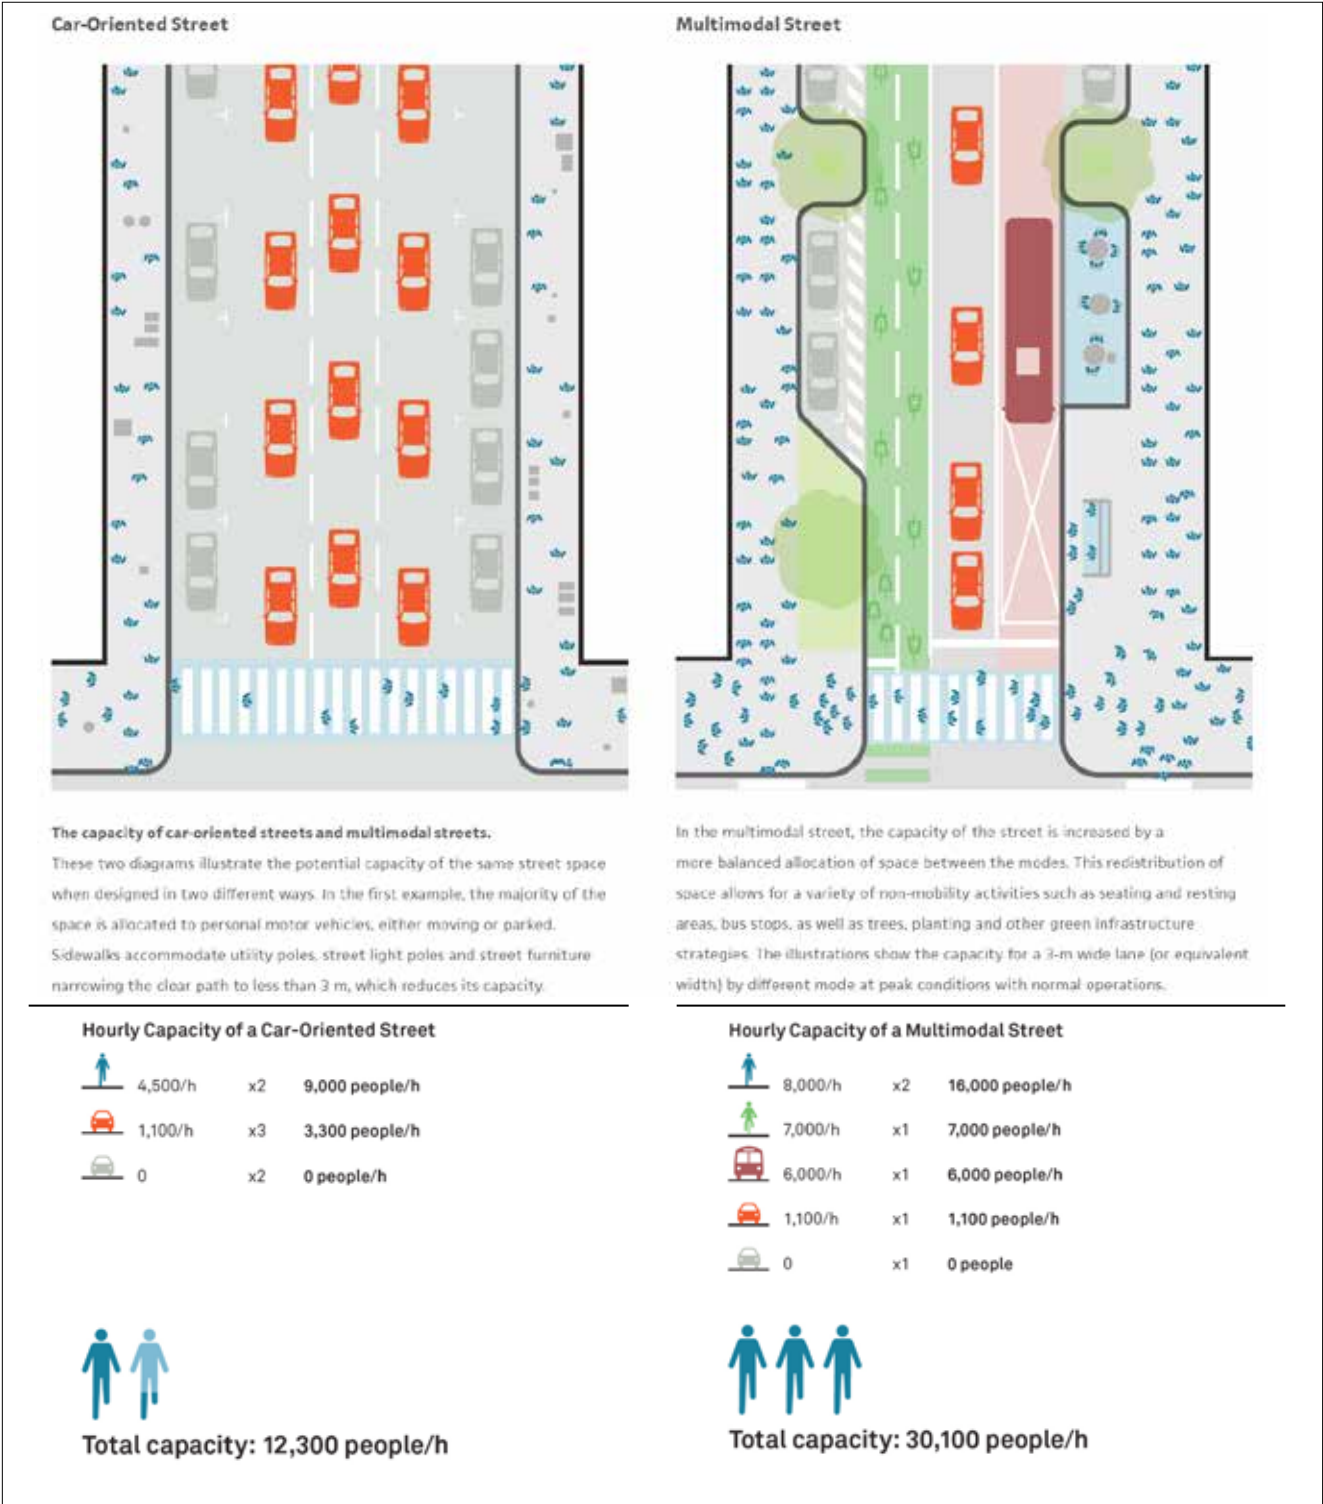 Car-Oriented Street
Multimodal Street
The capacity of car-oriented streets and multimodal streets.
These two diagrams illustrate the potential capacity of the same street space
when designed in two different ways. In the first example, the majority of the
space is allocated to personal motor vehicles, either moving or parked.
Sidewalks accommodate utility poles, street light poles and street furniture
narrowing the clear path to less than 3 m, which reduces its capacity.
In the multimodal street, the capacity of the street is increased by a
more balanced allocation of space between the modes. This redistribution of
space allows for a variety of non-mobility activities such as seating and resting
areas, bus stops, as well as trees, planting and other green infrastructure
strategies. The illustrations show the capacity for a 3-m wide lane (or equivalent
width) by different mode at peak conditions with normal operations.
Hourly Capacity of a Car-Oriented Street
4,500/h x2 9,000 people/h
1,100/h x3 3,300 people/h
0 x2 0 people/h
Total capacity: 12,300 people/h
Hourly Capacity of a Multimodal Street
8,000/h x2 16,000 people/h
7,000/h x1 7,000 people/h
6,000/h x1 6,000 people/h
1,100/h x1 1,100 people/h
0 x1 0 people
Total capacity: 30,100 people/h